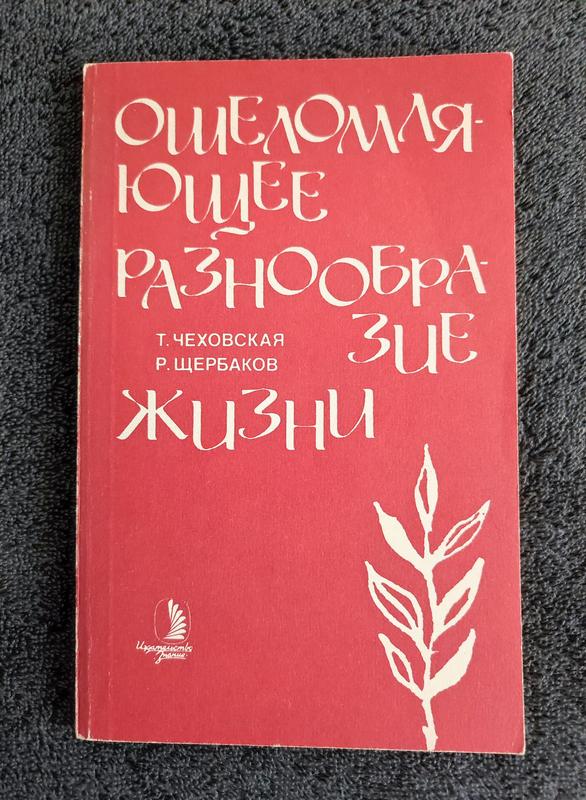 ОШЕЛОМЛЯ-
ЮЩЕЕ
РАЗНООБРА-
ЗИЕ
Т. ЧЕХОВСКАЯ
Р. ЩЕРБАКОВ
ЖИЗНИ
Издательство
Знание